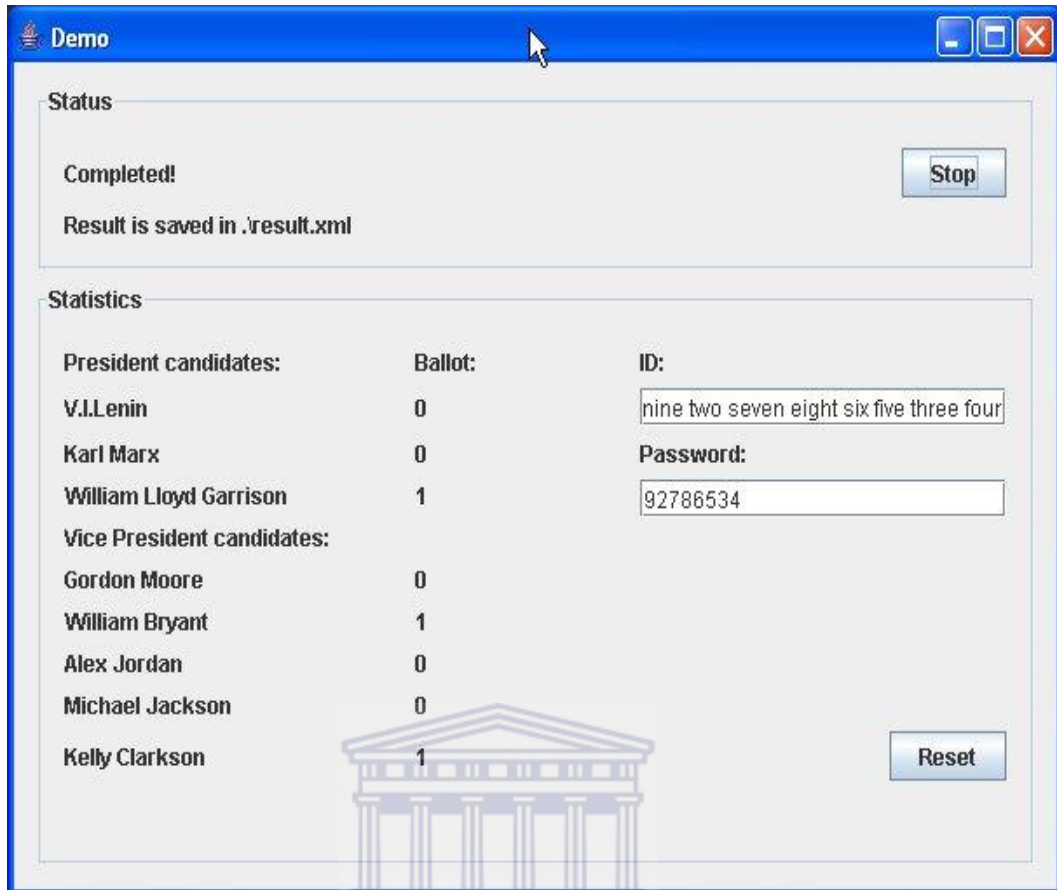 Demo
Status
Completed!
Stop
Result is saved in .\result.xml
Statistics
President candidates: Ballot: ID:
V.I.Lenin 0 nine two seven eight six five three four
Karl Marx 0 Password:
William Lloyd Garrison 1 92786534
Vice President candidates:
Gordon Moore 0
William Bryant 1
Alex Jordan 0
Michael Jackson 0
Kelly Clarkson 1 Reset